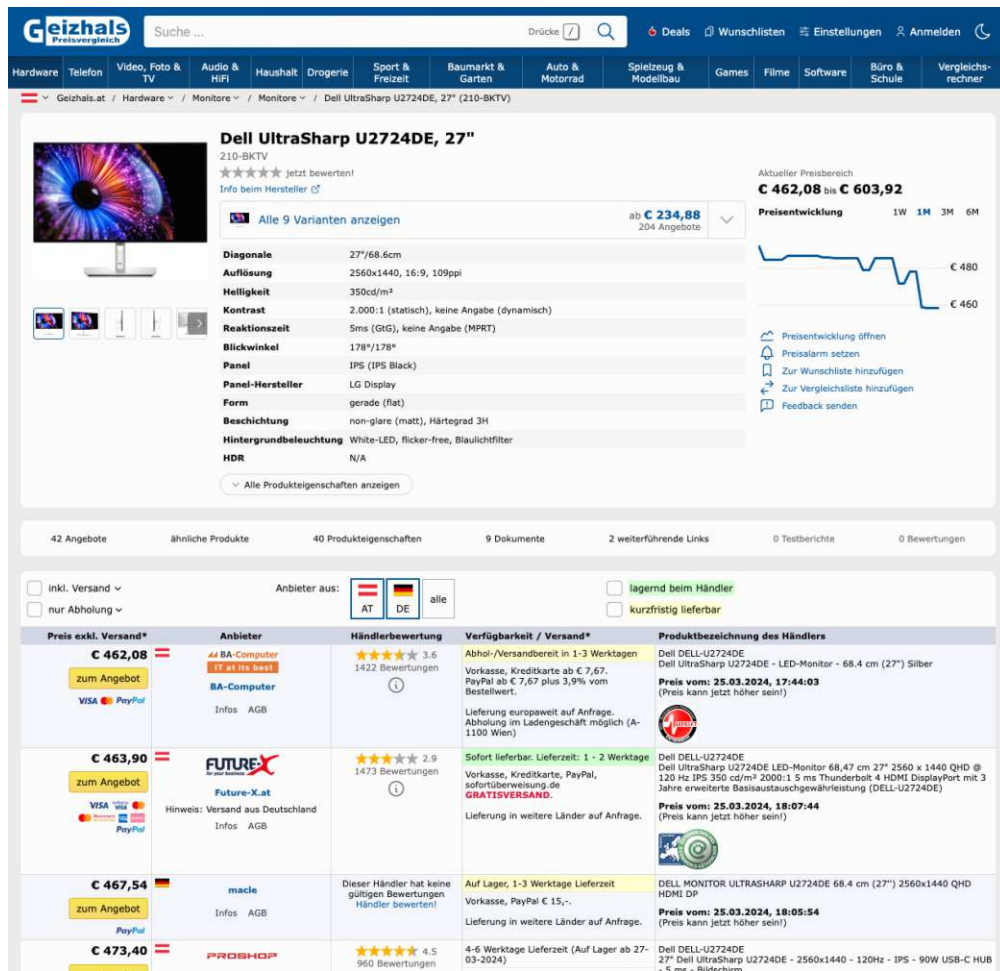 Geizhals
Preisvergleich
Suche ...
Drücke /
Deals
Wunschlisten
Einstellungen
Anmelden
Hardware
Telefon
Video, Foto & TV
Audio & HiFi
Haushalt
Drogerie
Sport & Freizeit
Baumarkt & Garten
Auto & Motorrad
Spielzeug & Modellbau
Games
Filme
Software
Büro & Schule
Vergleichs-rechner
Geizhals.at / Hardware / Monitore / Monitore / Dell UltraSharp U2724DE, 27" (210-BKTV)
Dell UltraSharp U2724DE, 27"
210-BKTV
jetzt bewerten!
Info beim Hersteller
Alle 9 Varianten anzeigen
ab € 234,88
204 Angebote
Diagonale 27"/68.6cm
Auflösung 2560x1440, 16:9, 109ppi
Helligkeit 350cd/m²
Kontrast 2.000:1 (statisch), keine Angabe (dynamisch)
Reaktionszeit 5ms (GtG), keine Angabe (MPRT)
Blickwinkel 178°/178°
Panel IPS (IPS Black)
Panel-Hersteller LG Display
Form gerade (flat)
Beschichtung non-glare (matt), Härtegrad 3H
Hintergrundbeleuchtung White-LED, flicker-free, Blaulichtfilter
HDR N/A
Alle Produkteigenschaften anzeigen
Aktueller Preisbereich
€ 462,08 bis € 603,92
Preisentwicklung 1W 1M 3M 6M
€ 480
€ 460
Preisentwicklung öffnen
Preisalarm setzen
Zur Wunschliste hinzufügen
Zur Vergleichsliste hinzufügen
Feedback senden
42 Angebote
ähnliche Produkte
40 Produkteigenschaften
9 Dokumente
2 weiterführende Links
0 Testberichte
0 Bewertungen
inkl. Versand
nur Abholung
Anbieter aus:
AT
DE
alle
lagernd beim Händler
kurzfristig lieferbar
Preis exkl. Versand*
Anbieter
Händlerbewertung
Verfügbarkeit / Versand*
Produktbezeichnung des Händlers
€ 462,08
zum Angebot
VISA PayPal
BA-Computer
IT at its best
BA-Computer
Infos AGB
3.6
1422 Bewertungen
Abhol-/Versandbereit in 1-3 Werktagen
Vorkasse, Kreditkarte ab € 7,67.
PayPal ab € 7,67 plus 3,9% vom
Bestellwert.
Lieferung europaweit auf Anfrage.
Abholung im Ladengeschäft möglich (A-
1100 Wien)
Dell DELL-U2724DE
Dell UltraSharp U2724DE - LED-Monitor - 68.4 cm (27") Silber
Preis vom: 25.03.2024, 17:44:03
(Preis kann jetzt höher sein!)
€ 463,90
zum Angebot
VISA
PayPal
FUTURE-X
for your business
Future-X.at
Hinweis: Versand aus Deutschland
Infos AGB
2.9
1473 Bewertungen
Sofort lieferbar. Lieferzeit: 1 - 2 Werktage
Vorkasse, Kreditkarte, PayPal,
sofortüberweisung.de
GRATISVERSAND.
Lieferung in weitere Länder auf Anfrage.
Dell DELL-U2724DE
Dell UltraSharp U2724DE LED-Monitor 68,47 cm 27" 2560 x
1440 QHD @
120 Hz IPS 350 cd/m² 2000:1 5 ms Thunderbolt 4 HDMI DisplayPort mit 3
Jahre erweiterte Basisaustauschgewährleistung (DELL-U2724DE)
Preis vom: 25.03.2024, 18:07:44
(Preis kann jetzt höher sein!)
€ 467,54
zum Angebot
PayPal
macle
Infos AGB
Dieser Händler hat keine
gültigen Bewertungen
Händler bewerten!
Auf Lager, 1-3 Werktage Lieferzeit
Vorkasse, PayPal € 15,-.
Lieferung in weitere Länder auf Anfrage.
DELL MONITOR ULTRASHARP U2724DE 68.4 cm (27") 2560x1440 QHD
HDMI DP
Preis vom: 25.03.2024, 18:05:54
(Preis kann jetzt höher sein!)
€ 473,40
PROSHOP
4.5
960 Bewertungen
4-6 Werktage Lieferzeit (Auf Lager ab 27-
03-2024)
Dell DELL-U2724DE
27" Dell UltraSharp U2724DE - 2560x1440 - 120Hz - IPS - 90W USB-C HUB
- 5 ms - Bildschirm